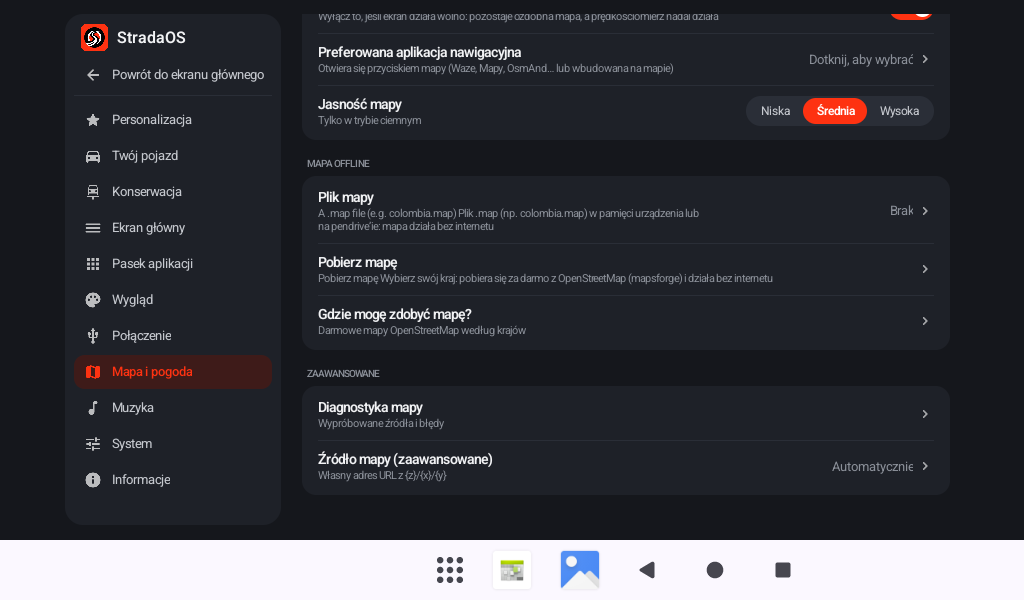 StradaOS
Powrót do ekranu głównego
Personalizacja
Twój pojazd
Konserwacja
Ekran główny
Pasek aplikacji
Wygląd
Połączenie
Mapa i pogoda
Muzyka
System
Informacje
Wyłącz to, jeśli ekran działa wolno: pozostaje ozdobna mapa, a prędkościomierz nadal działa
Preferowana aplikacja nawigacyjna
Otwiera się przyciskiem mapy (Waze, Mapy, OsmAnd... lub wbudowana na mapie)
Dotknij, aby wybrać
Jasność mapy
Tylko w trybie ciemnym
Niska
Średnia
Wysoka
MAPA OFFLINE
Plik mapy
A .map file (e.g. colombia.map) Plik .map (np. colombia.map) w pamięci urządzenia lub
na pendrive'ie: mapa działa bez internetu
Brak
Pobierz mapę
Pobierz mapę Wybierz swój kraj: pobiera się za darmo z OpenStreetMap (mapsforge) i działa bez internetu
Gdzie mogę zdobyć mapę?
Darmowe mapy OpenStreetMap według krajów
ZAAWANSOWANE
Diagnostyka mapy
Wypróbowane źródła i błędy
Źródło mapy (zaawansowane)
Własny adres URL z {z}/{x}/{y}
Automatycznie